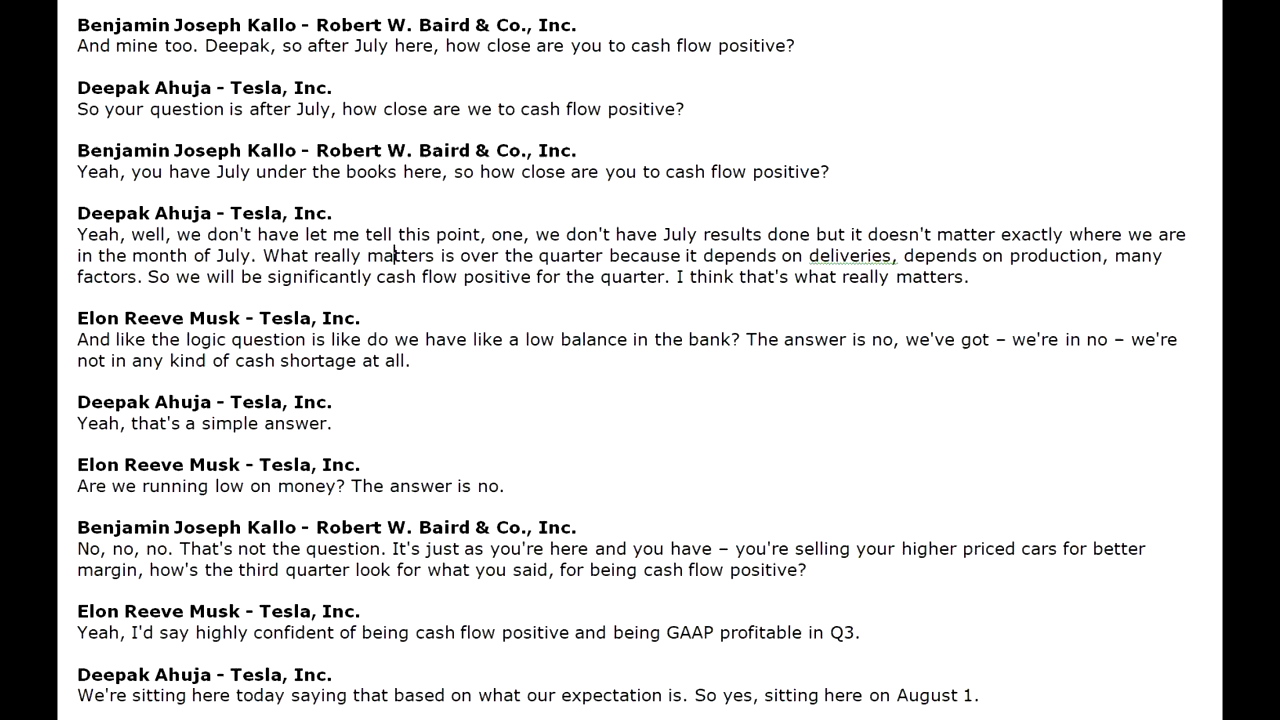 Benjamin Joseph Kallo - Robert W. Baird & Co., Inc.
And mine too. Deepak, so after July here, how close are you to cash flow positive?
Deepak Ahuja - Tesla, Inc.
So your question is after July, how close are we to cash flow positive?
Benjamin Joseph Kallo - Robert W. Baird & Co., Inc.
Yeah, you have July under the books here, so how close are you to cash flow positive?
Deepak Ahuja - Tesla, Inc.
Yeah, well, we don't have let me tell this point, one, we don't have July results done but it doesn't matter exactly where we are
in the month of July. What really matters is over the quarter because it depends on deliveries, depends on production, many
factors. So we will be significantly cash flow positive for the quarter. I think that's what really matters.
Elon Reeve Musk - Tesla, Inc.
And like the logic question is like do we have like a low balance in the bank? The answer is no, we've got – we're in no – we're
not in any kind of cash shortage at all.
Deepak Ahuja - Tesla, Inc.
Yeah, that's a simple answer.
Elon Reeve Musk - Tesla, Inc.
Are we running low on money? The answer is no.
Benjamin Joseph Kallo - Robert W. Baird & Co., Inc.
No, no, no. That's not the question. It's just as you're here and you have – you're selling your higher priced cars for better
margin, how's the third quarter look for what you said, for being cash flow positive?
Elon Reeve Musk - Tesla, Inc.
Yeah, I'd say highly confident of being cash flow positive and being GAAP profitable in Q3.
Deepak Ahuja - Tesla, Inc.
We're sitting here today saying that based on what our expectation is. So yes, sitting here on August 1.